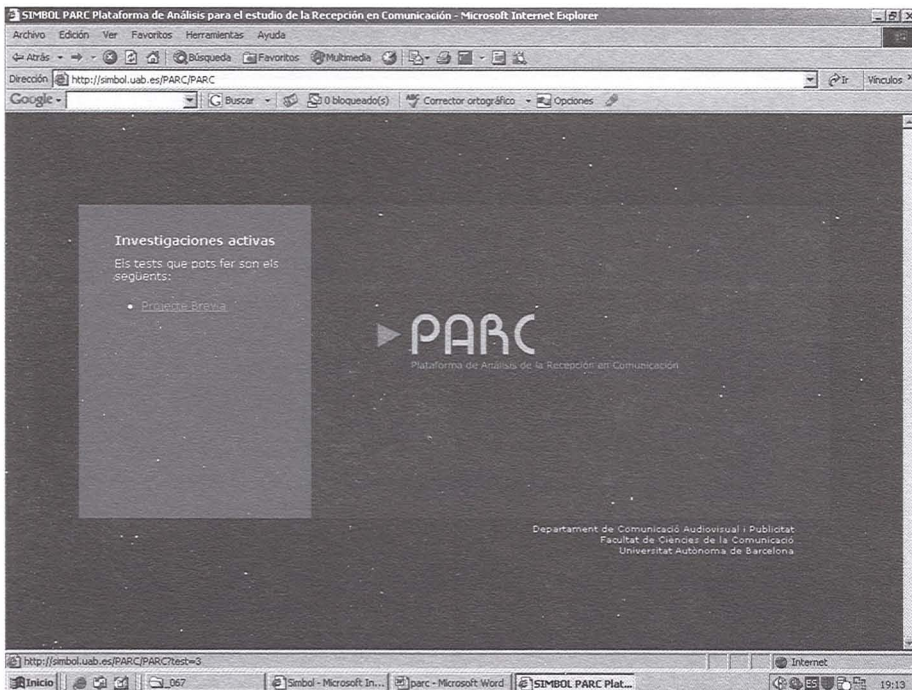 SIMBOL PARC Plataforma de Análisis para el estudio de la Recepción en Comunicación - Microsoft Internet Explorer
Archivo Edición Ver Favoritos Herramientas Ayuda
Atrás Búsqueda Favoritos Multimedia
Dirección http://simbol.uab.es/PARC/PARC Ir Vínculos
Google Buscar 0 bloqueado(s) Corrector ortográfico Opciones
Investigaciones activas
Els tests que pots fer son els
següents:
Projecte Brexia
PARC
Plataforma de Análisis de la Recepción en Comunicación
Departament de Comunicació Audiovisual i Publicitat
Facultat de Ciències de la Comunicació
Universitat Autònoma de Barcelona
http://simbol.uab.es/PARC/PARC?test=3 Internet
Inicio _067 Simbol - Microsoft In... parc - Microsoft Word SIMBOL PARC Plat... ES 19:13